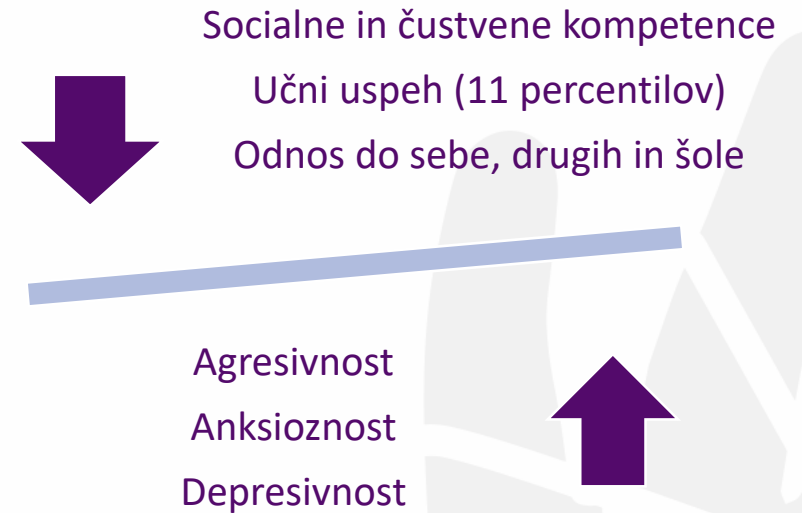 Socialne in čustvene kompetence
Učni uspeh (11 percentilov)
Odnos do sebe, drugih in šole
Agresivnost
Anksioznost
Depresivnost